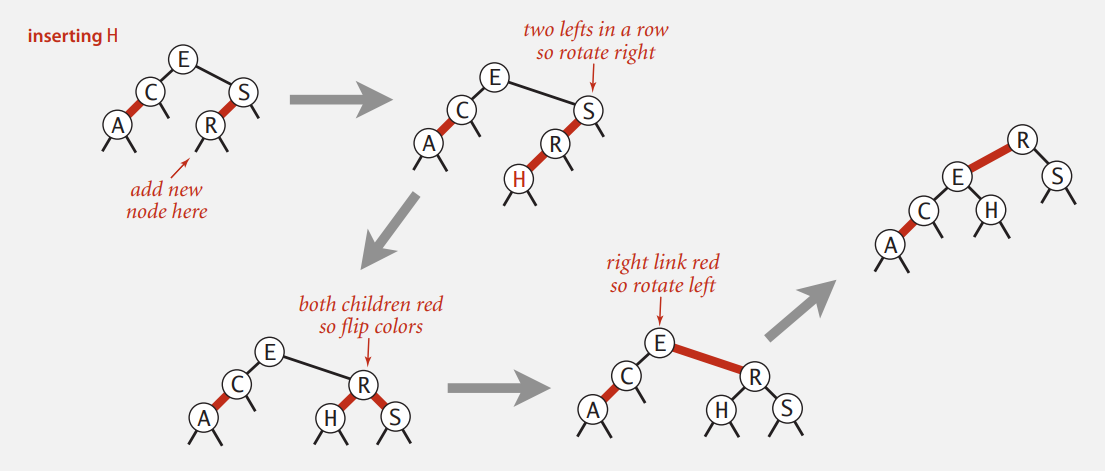 inserting H
E
C
S
A
R
add new
node here
two lefts in a row
so rotate right
E
C
S
A
R
H
both children red
so flip colors
E
C
R
A
H
S
right link red
so rotate left
E
C
R
A
H
S
R
E
S
C
H
A